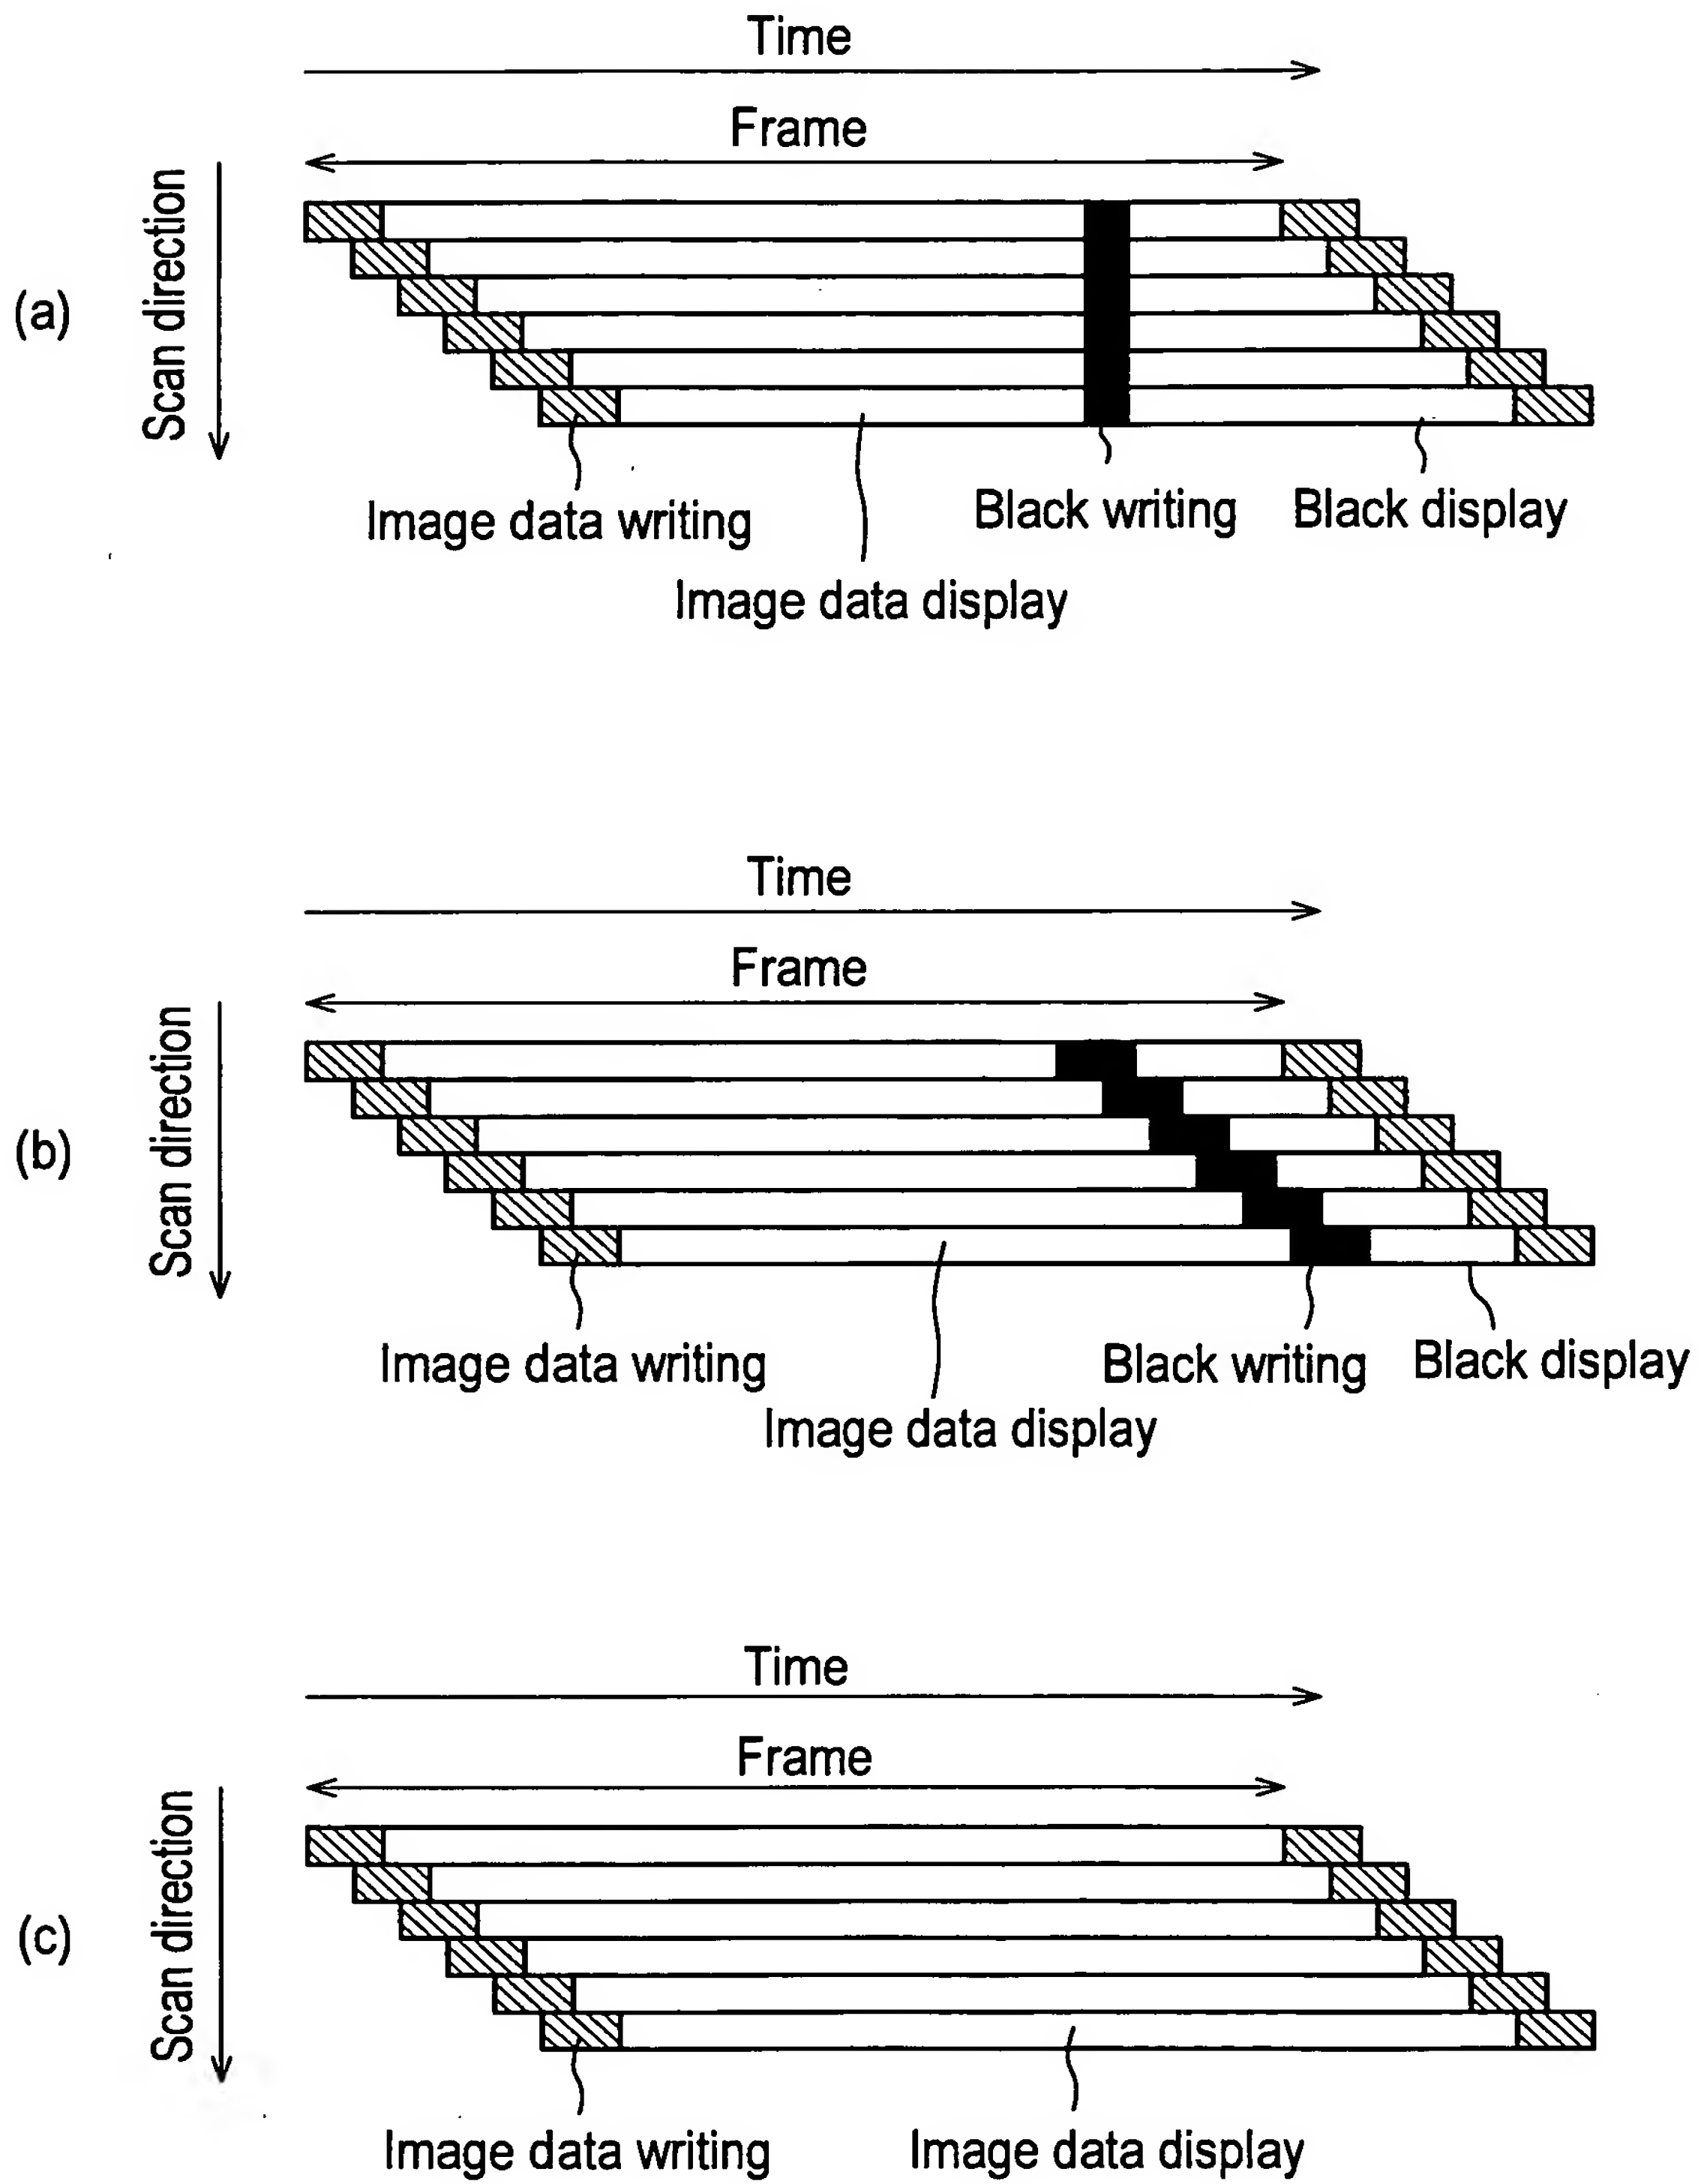 Time
Frame
Scan direction
(a)
Image data writing
Black writing
Black display
Image data display
Time
Frame
Scan direction
(b)
Image data writing
Black writing
Black display
Image data display
Time
Frame
Scan direction
(c)
Image data writing
Image data display